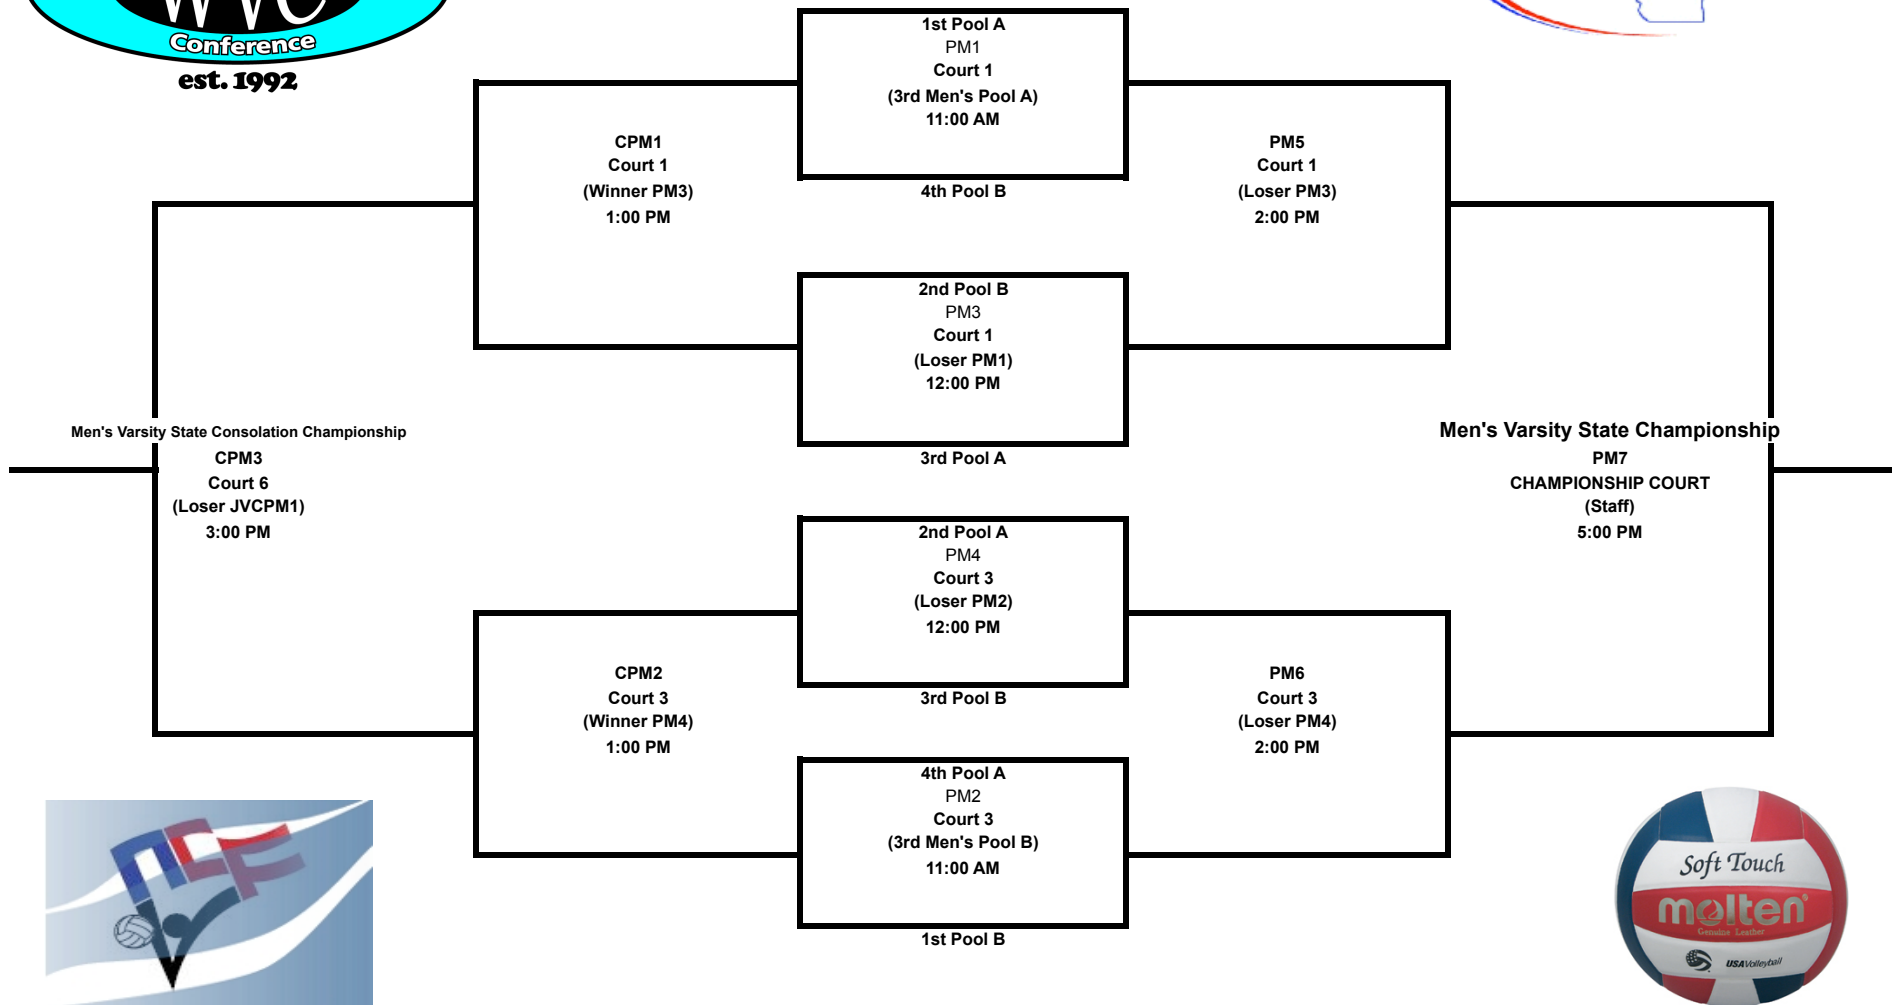 WVC
Conference
est. 1992
1st Pool A
PM1
Court 1
(3rd Men's Pool A)
11:00 AM
4th Pool B
CPM1
Court 1
(Winner PM3)
1:00 PM
PM5
Court 1
(Loser PM3)
2:00 PM
2nd Pool B
PM3
Court 1
(Loser PM1)
12:00 PM
3rd Pool A
Men's Varsity State Consolation Championship
CPM3
Court 6
(Loser JVCPM1)
3:00 PM
Men's Varsity State Championship
PM7
CHAMPIONSHIP COURT
(Staff)
5:00 PM
2nd Pool A
PM4
Court 3
(Loser PM2)
12:00 PM
3rd Pool B
CPM2
Court 3
(Winner PM4)
1:00 PM
PM6
Court 3
(Loser PM4)
2:00 PM
4th Pool A
PM2
Court 3
(3rd Men's Pool B)
11:00 AM
1st Pool B
NCF
Soft Touch
molten
Genuine Leather
USA Volleyball